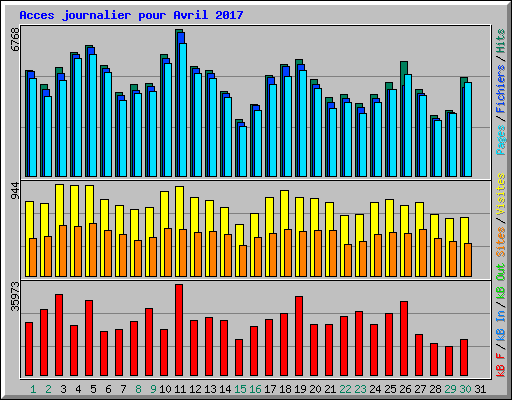 Acces journalier pour Avril 2017
6768
Pages / Fichiers / Hits
944
Sites / Visites
35973
kB F / kB In / kB Out
1 2 3 4 5 6 7 8 9 10 11 12 13 14 15 16 17 18 19 20 21 22 23 24 25 26 27 28 29 30 31